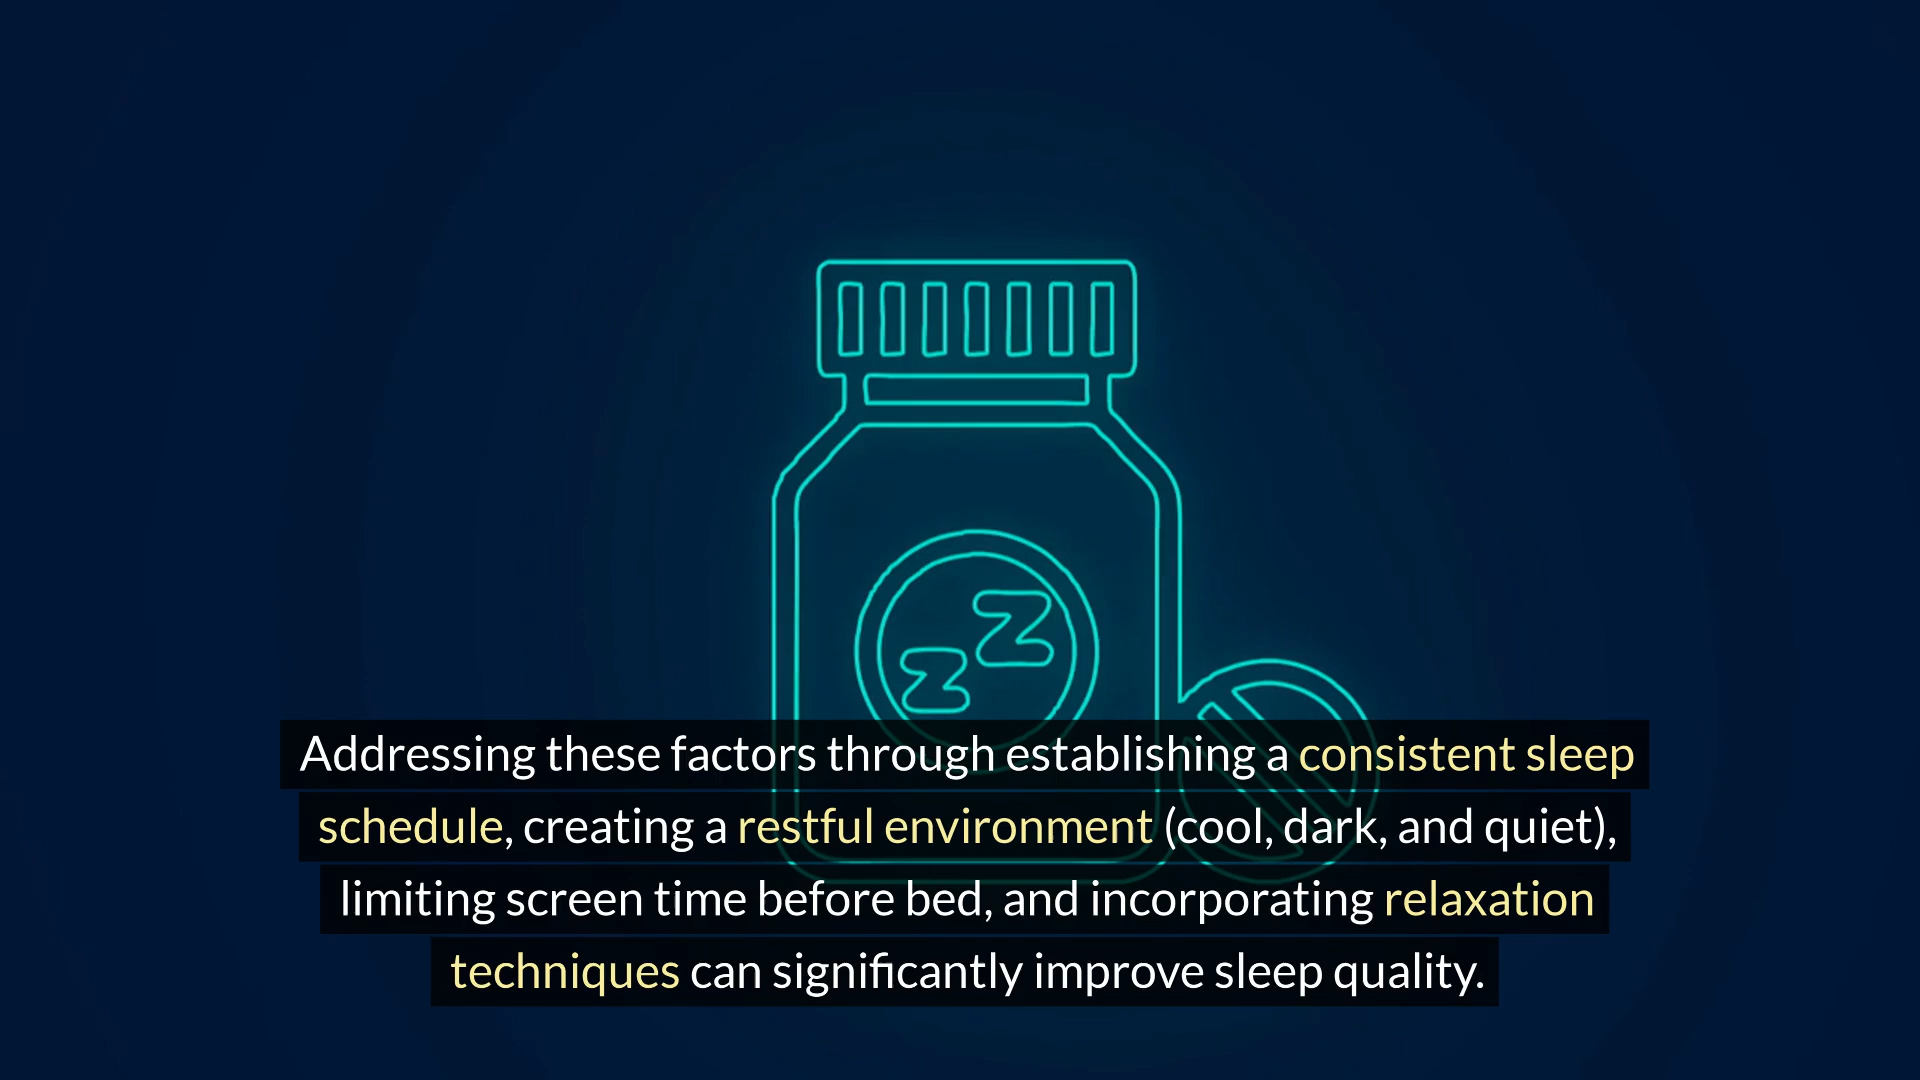 z Z
Addressing these factors through establishing a consistent sleep
schedule, creating a restful environment (cool, dark, and quiet),
limiting screen time before bed, and incorporating relaxation
techniques can significantly improve sleep quality.